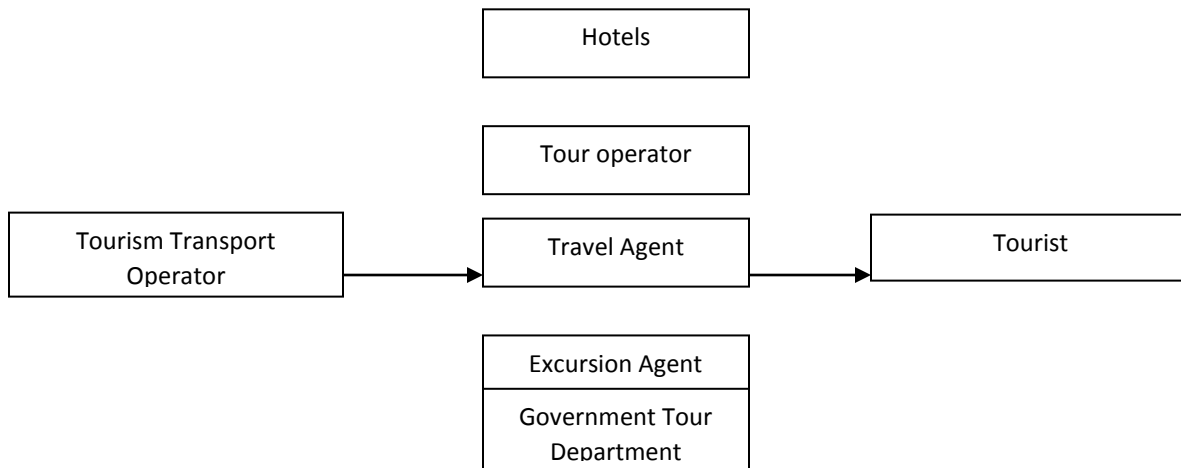 Hotels
Tour operator
Tourism Transport
Operator
Travel Agent
Tourist
Excursion Agent
Government Tour
Department